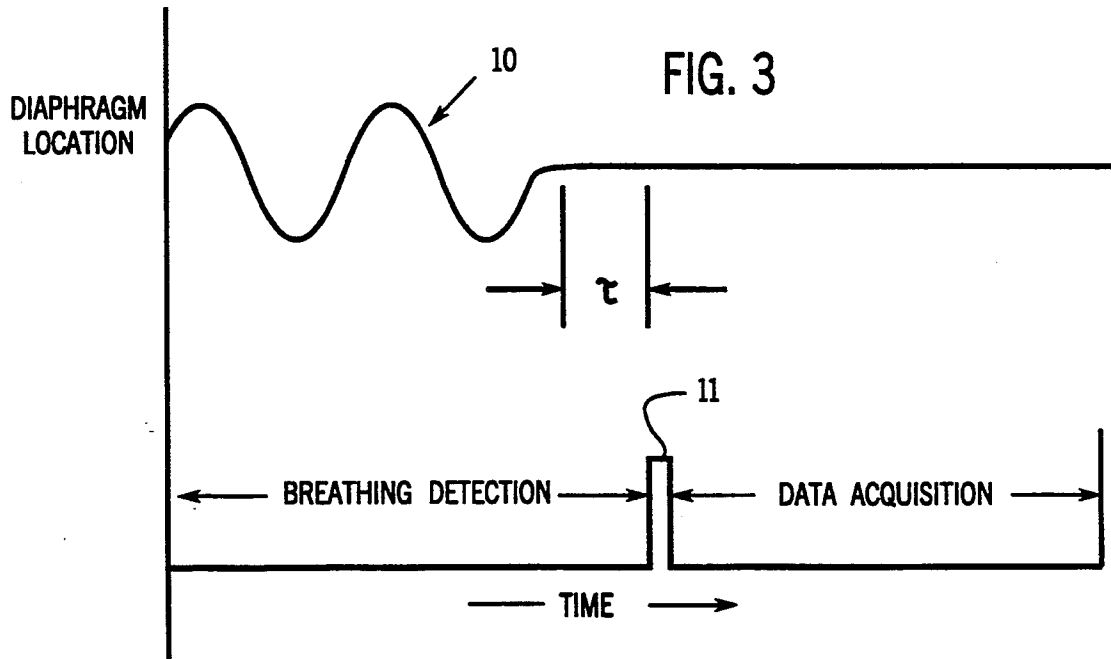 FIG. 3
10
DIAPHRAGM
LOCATION
τ
11
BREATHING DETECTION
DATA ACQUISITION
TIME